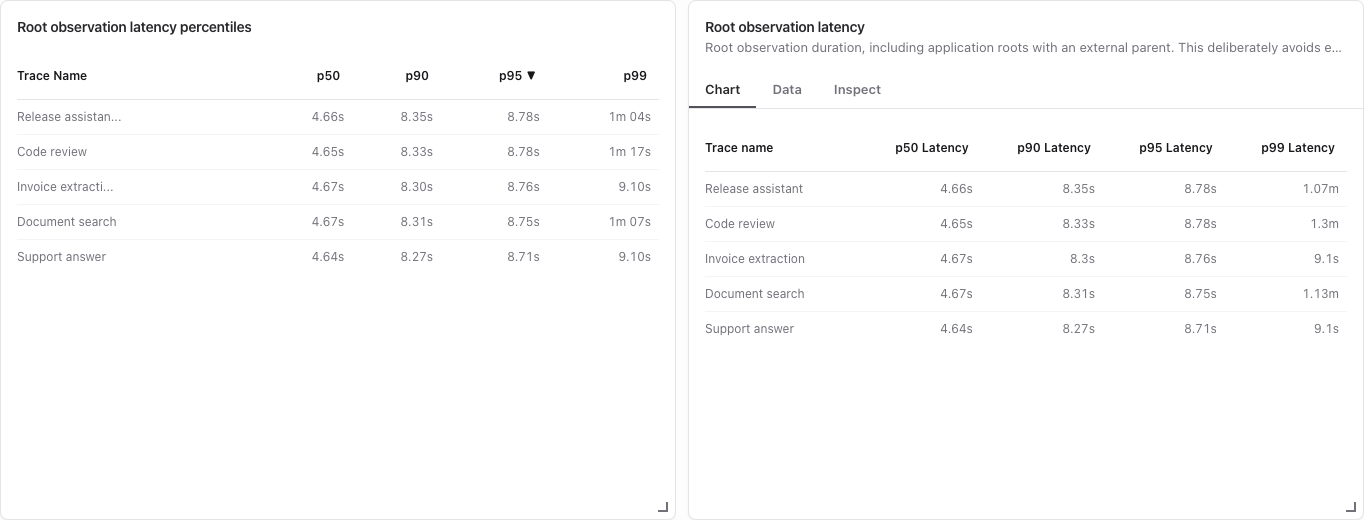 Root observation latency percentiles
Trace Name p50 p90 p95 ▼ p99
Release assistan... 4.66s 8.35s 8.78s 1m 04s
Code review 4.65s 8.33s 8.78s 1m 17s
Invoice extracti... 4.67s 8.30s 8.76s 9.10s
Document search 4.67s 8.31s 8.75s 1m 07s
Support answer 4.64s 8.27s 8.71s 9.10s
Root observation latency
Root observation duration, including application roots with an external parent. This deliberately avoids e...
Chart Data Inspect
Trace name p50 Latency p90 Latency p95 Latency p99 Latency
Release assistant 4.66s 8.35s 8.78s 1.07m
Code review 4.65s 8.33s 8.78s 1.3m
Invoice extraction 4.67s 8.3s 8.76s 9.1s
Document search 4.67s 8.31s 8.75s 1.13m
Support answer 4.64s 8.27s 8.71s 9.1s